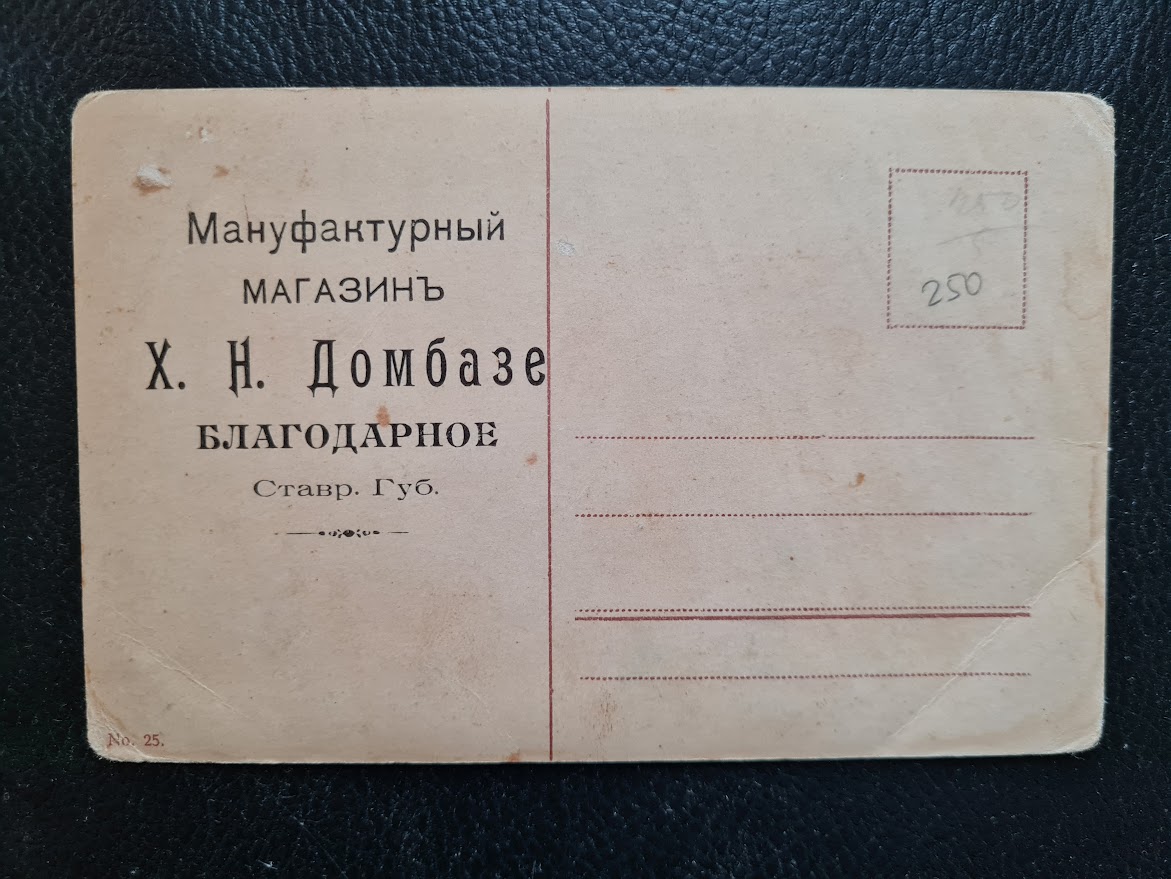 Мануфактурный
МАГАЗИНЪ
Х. Н. Домбазе
БЛАГОДАРНОЕ
Ставр. Губ.
No. 25.
250